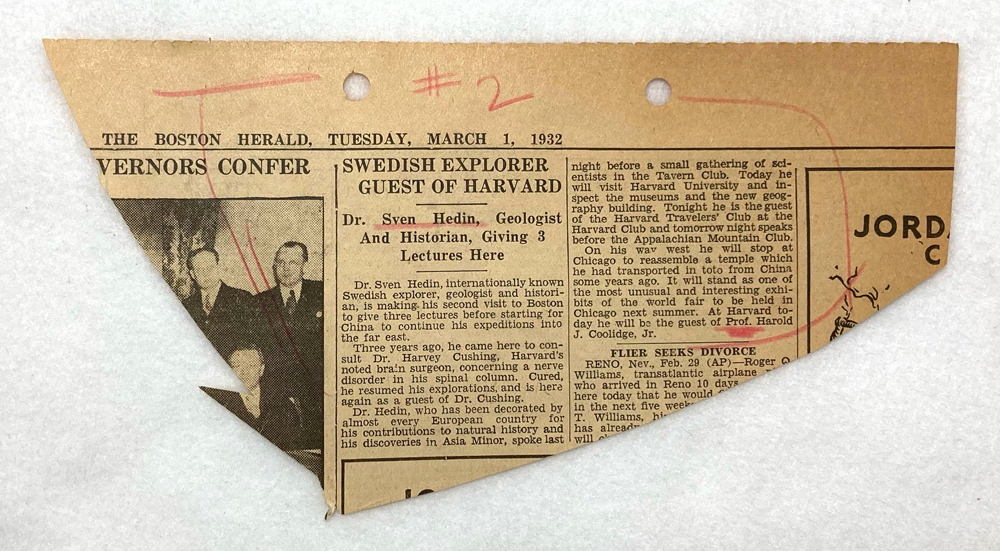 #2
THE BOSTON HERALD, TUESDAY, MARCH 1, 1932
VERNORS CONFER
SWEDISH EXPLORER
GUEST OF HARVARD
Dr. Sven Hedin, Geologist
And Historian, Giving 3
Lectures Here
Dr. Sven Hedin, internationally known
Swedish explorer, geologist and histori-
an, is making his second visit to Boston
to give three lectures before starting for
China to continue his expeditions into
the far east.
Three years ago, he came here to con-
sult Dr. Harvey Cushing, Harvard's
noted brain surgeon, concerning a nerve
disorder in his spinal column. Cured,
he resumed his explorations, and is here
again as a guest of Dr. Cushing.
Dr. Hedin, who has been decorated by
almost every European country for
his contributions to natural history and
his discoveries in Asia Minor, spoke last
night before a small gathering of sci-
entists in the Tavern Club. Today he
will visit Harvard University and in-
spect the museums and the new geog-
raphy building. Tonight he is the guest
of the Harvard Travelers' Club at the
Harvard Club and tomorrow night speaks
before the Appalachian Mountain Club.
On his way west he will stop at
Chicago to reassemble a temple which
he had transported in toto from China
some years ago. It will stand as one of
the most unusual and interesting exhi-
bits of the world fair to be held in
Chicago next summer. At Harvard to-
day he will be the guest of Prof. Harold
J. Coolidge, Jr.
FLIER SEEKS DIVORCE
RENO, Nev., Feb. 29 (AP)—Roger Q.
Williams, transatlantic airplane
who arrived in Reno 10 days
here today that he would
in the next five week
T. Williams, hi
has alread
will
JORD
C